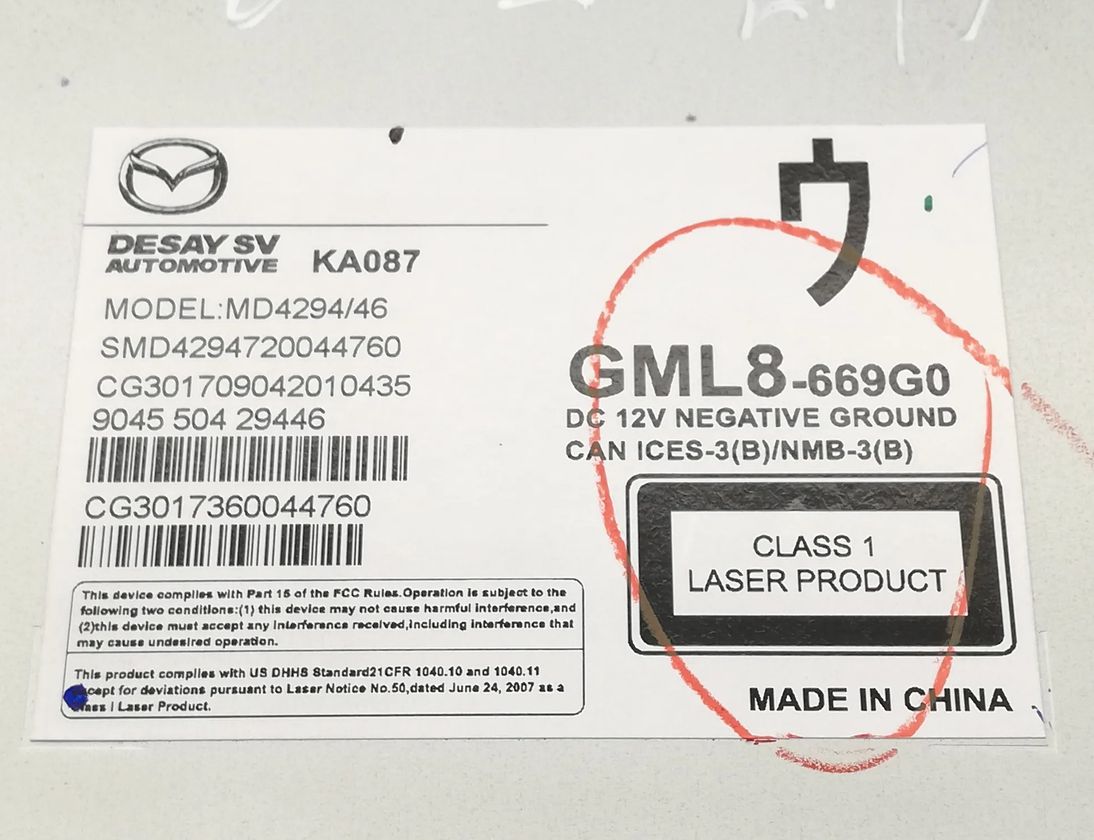 DESAY SV
AUTOMOTIVE KA087
MODEL:MD4294/46
SMD4294720044760
CG301709042010435
9045 504 29446
CG3017360044760
This device complies with Part 15 of the FCC Rules.Operation is subject to the
following two conditions:(1) this device may not cause harmful interference,and
(2)this device must accept any interference received,including interference that
may cause undesired operation.
This product complies with US DHHS Standard21CFR 1040.10 and 1040.11
except for deviations pursuant to Laser Notice No.50,dated June 24, 2007 as a
Class I Laser Product.
ウ
GML8-669G0
DC 12V NEGATIVE GROUND
CAN ICES-3(B)/NMB-3(B)
CLASS 1
LASER PRODUCT
MADE IN CHINA